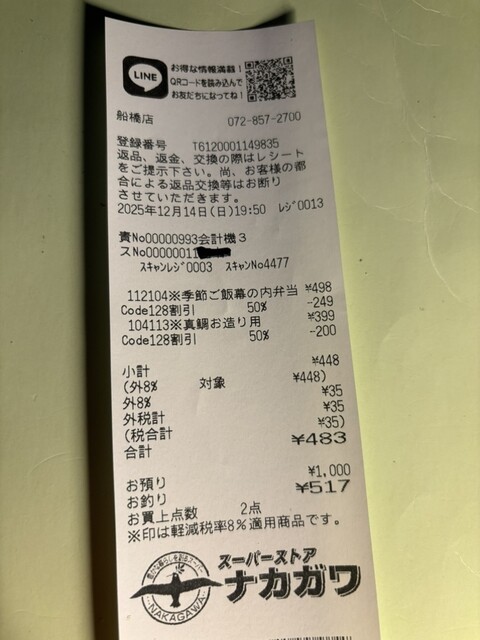 LINE
お得な情報満載!
QRコードを読み込んで
お友だちになってね!
船橋店 072-857-2700
登録番号 T6120001149835
返品、返金、交換の際はレシート
をご提示下さい。尚、お客様の都
合による返品交換等はお断り
させていただきます。
2025年12月14日(日)19:50 レジ0013
責No00000993会計機3
スNo00000011
スキャンレジ0003 スキャンNo4477
112104※季節ご飯幕の内弁当 ¥498
Code128割引 50% -249
104113※真鯛お造り用 ¥399
Code128割引 50% -200
小計 ¥448
(外8% 対象 ¥448)
外8% ¥35
外税計 ¥35
(税合計 ¥35)
合計 ¥483
お預り ¥1,000
お釣り ¥517
お買上点数 2点
※印は軽減税率8%適用商品です。
スーパーストア
ナカガワ
NAKAGAWA